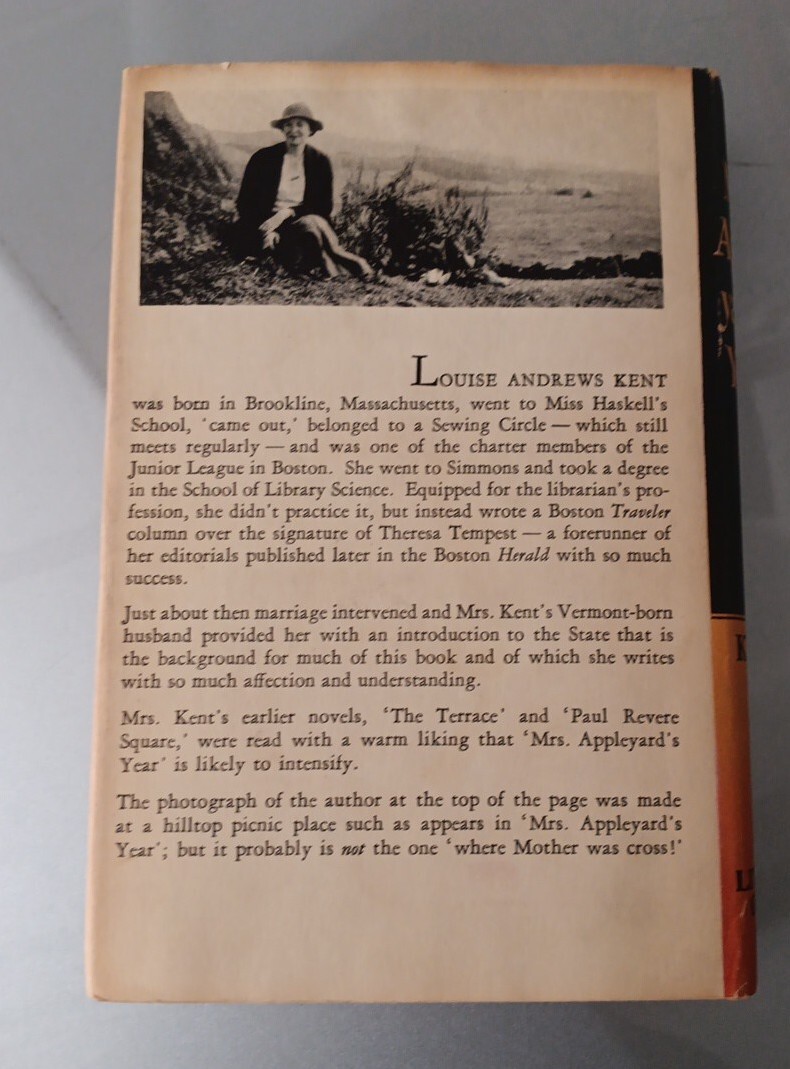 LOUISE ANDREWS KENT
was born in Brookline, Massachusetts, went to Miss Haskell's
School, 'came out,' belonged to a Sewing Circle — which still
meets regularly — and was one of the charter members of the
Junior League in Boston. She went to Simmons and took a degree
in the School of Library Science. Equipped for the librarian's pro-
fession, she didn't practice it, but instead wrote a Boston Traveler
column over the signature of Theresa Tempest — a forerunner of
her editorials published later in the Boston Herald with so much
success.
Just about then marriage intervened and Mrs. Kent's Vermont-born
husband provided her with an introduction to the State that is
the background for much of this book and of which she writes
with so much affection and understanding.
Mrs. Kent's earlier novels, 'The Terrace' and 'Paul Revere
Square,' were read with a warm liking that 'Mrs. Appleyard's
Year' is likely to intensify.
The photograph of the author at the top of the page was made
at a hilltop picnic place such as appears in 'Mrs. Appleyard's
Year'; but it probably is not the one 'where Mother was cross!'